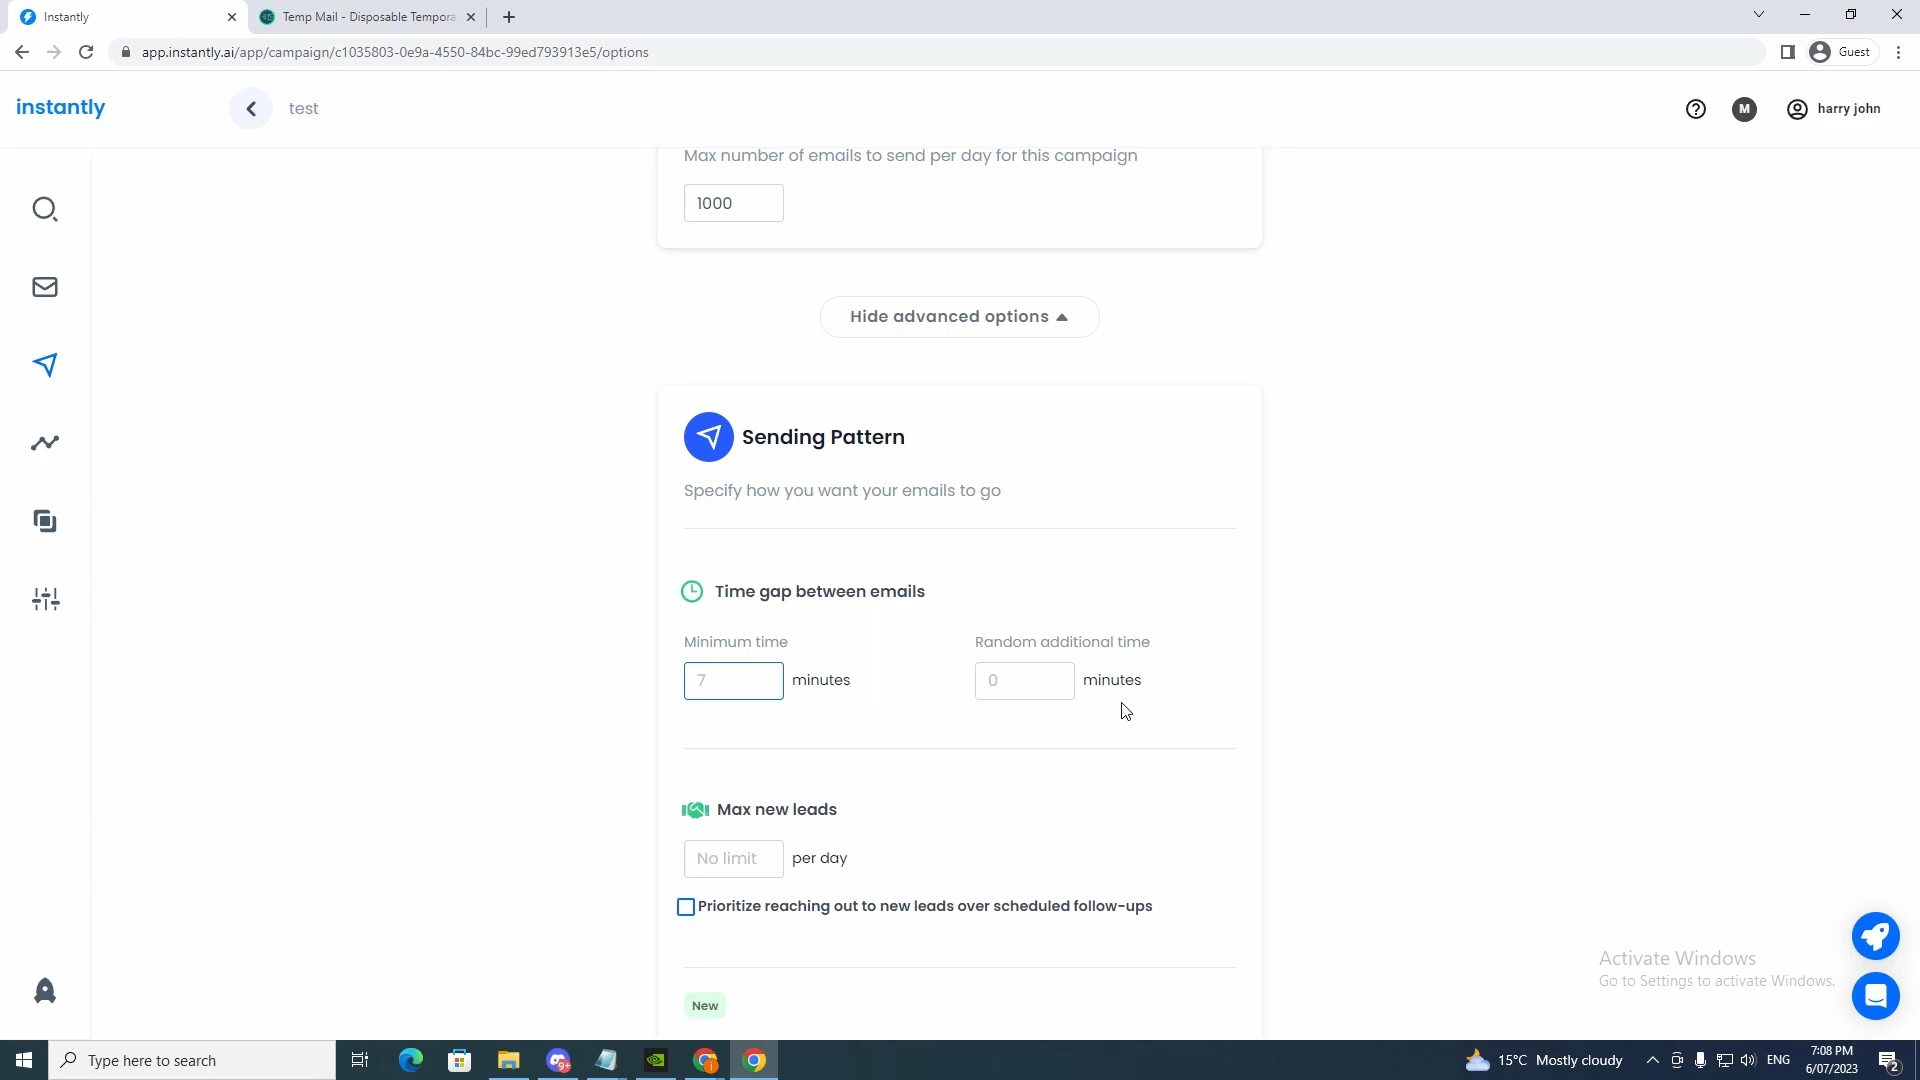 Instantly
Temp Mail - Disposable Tempora
app.instantly.ai/app/campaign/c1035803-0e9a-4550-84bc-99ed793913e5/options
Guest
instantly
test
M
harry john
Max number of emails to send per day for this campaign
1000
Hide advanced options
Sending Pattern
Specify how you want your emails to go
Time gap between emails
Minimum time
Random additional time
7
minutes
0
minutes
Max new leads
No limit
per day
Prioritize reaching out to new leads over scheduled follow-ups
New
Activate Windows
Go to Settings to activate Windows.
Type here to search
9+
15°C Mostly cloudy
ENG
7:08 PM
6/07/2023
2